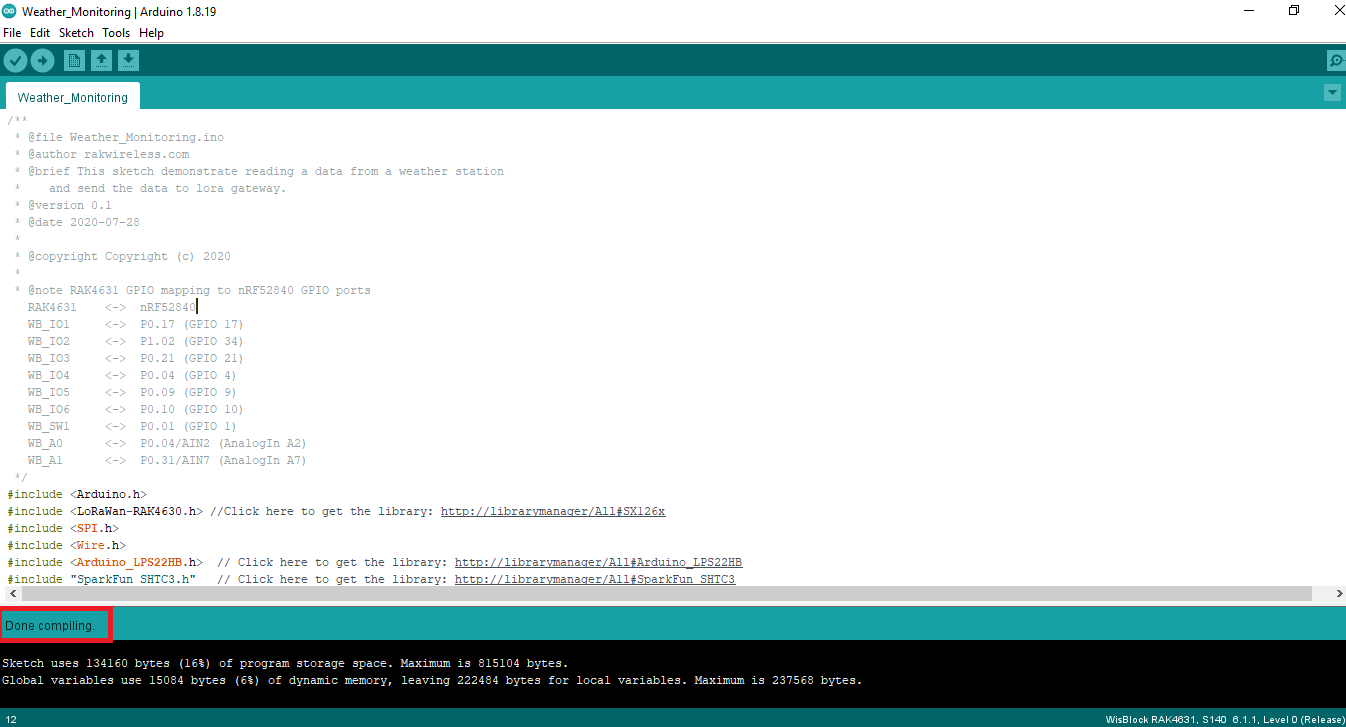 Weather_Monitoring | Arduino 1.8.19
File Edit Sketch Tools Help
Weather_Monitoring
/**
 * @file Weather_Monitoring.ino
 * @author rakwireless.com
 * @brief This sketch demonstrate reading a data from a weather station
 *    and send the data to lora gateway.
 * @version 0.1
 * @date 2020-07-28
 *
 * @copyright Copyright (c) 2020
 *
 * @note RAK4631 GPIO mapping to nRF52840 GPIO ports
   RAK4631    <->  nRF52840
   WB_IO1     <->  P0.17 (GPIO 17)
   WB_IO2     <->  P1.02 (GPIO 34)
   WB_IO3     <->  P0.21 (GPIO 21)
   WB_IO4     <->  P0.04 (GPIO 4)
   WB_IO5     <->  P0.09 (GPIO 9)
   WB_IO6     <->  P0.10 (GPIO 10)
   WB_SW1     <->  P0.01 (GPIO 1)
   WB_A0      <->  P0.04/AIN2 (AnalogIn A2)
   WB_A1      <->  P0.31/AIN7 (AnalogIn A7)
 */
#include <Arduino.h>
#include <LoRaWan-RAK4630.h> //Click here to get the library: http://librarymanager/All#SX126x
#include <SPI.h>
#include <Wire.h>
#include <Arduino_LPS22HB.h>  // Click here to get the library: http://librarymanager/All#Arduino_LPS22HB
#include "SparkFun_SHTC3.h"   // Click here to get the library: http://librarymanager/All#SparkFun_SHTC3
Done compiling.
Sketch uses 134160 bytes (16%) of program storage space. Maximum is 815104 bytes.
Global variables use 15084 bytes (6%) of dynamic memory, leaving 222484 bytes for local variables. Maximum is 237568 bytes.
12 WisBlock RAK4631, S140 6.1.1, Level 0 (Release)